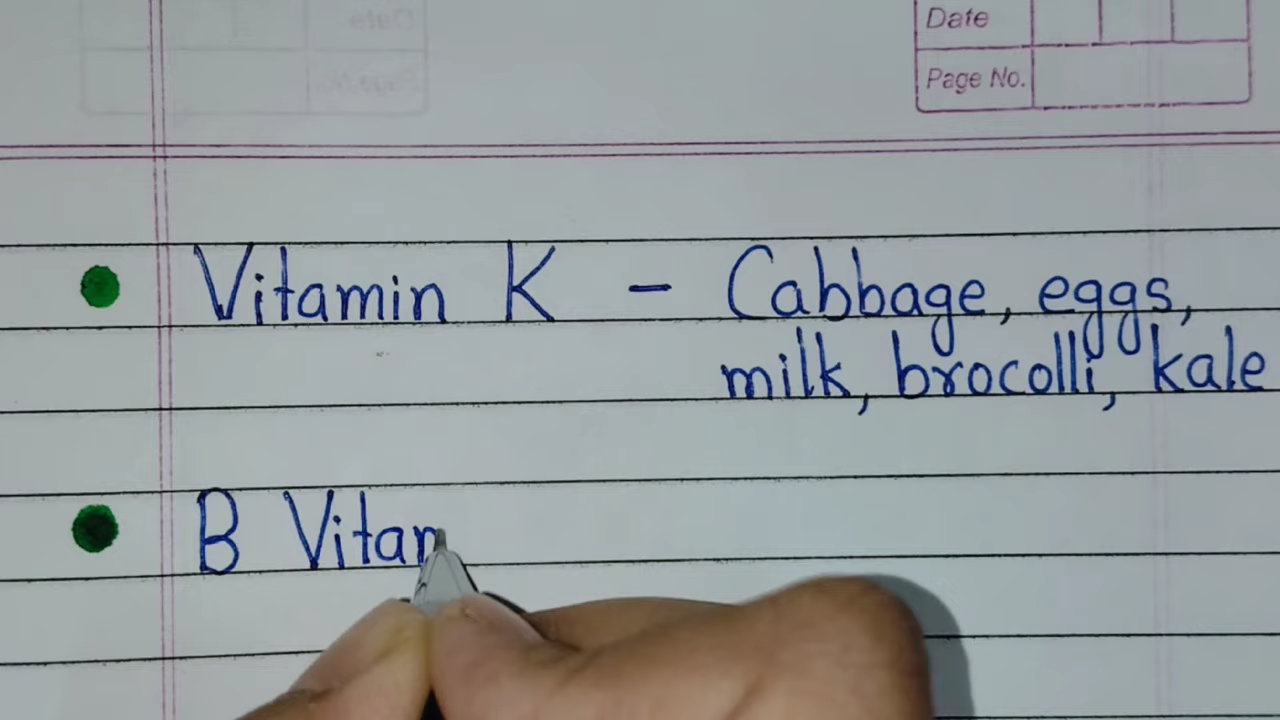 Date
Page No.
Vitamin K - Cabbage, eggs,
milk, brocolli, kale
B Vitam